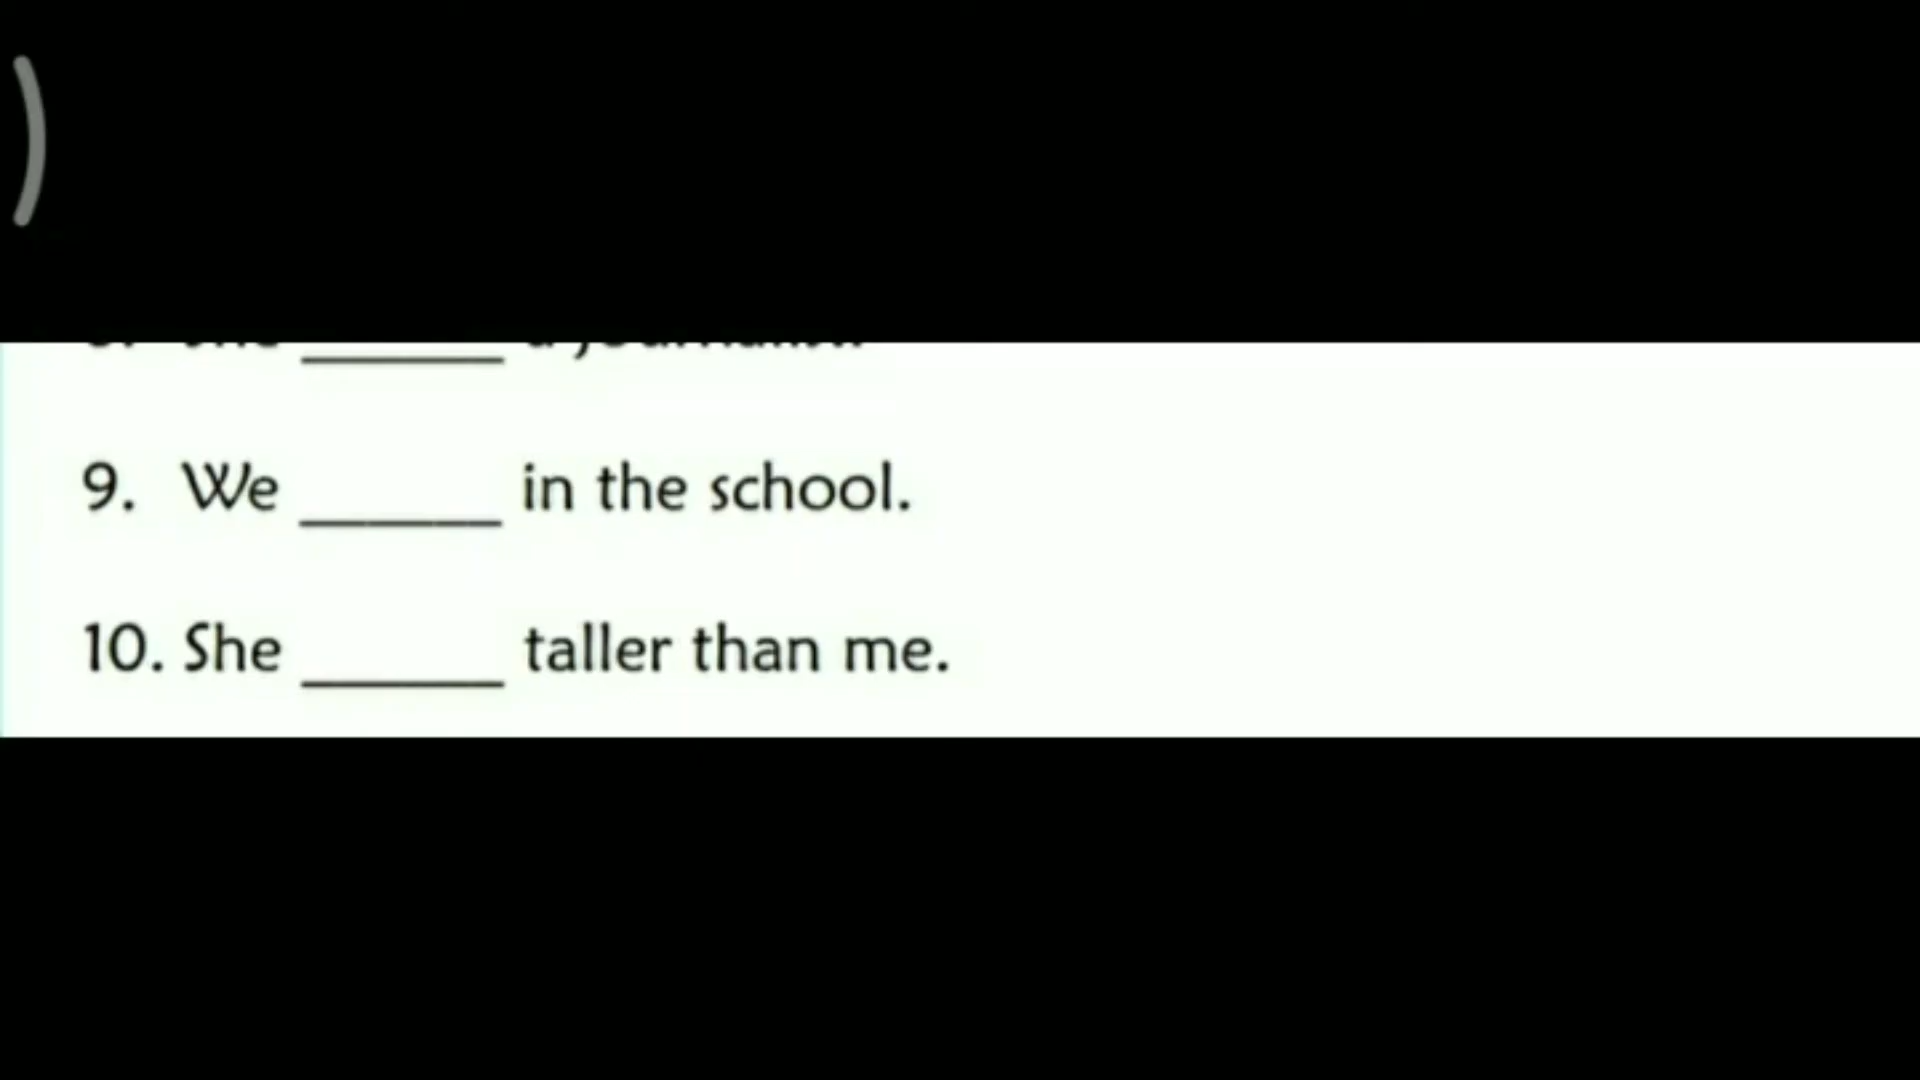 9. We ______ in the school.
10. She ______ taller than me.